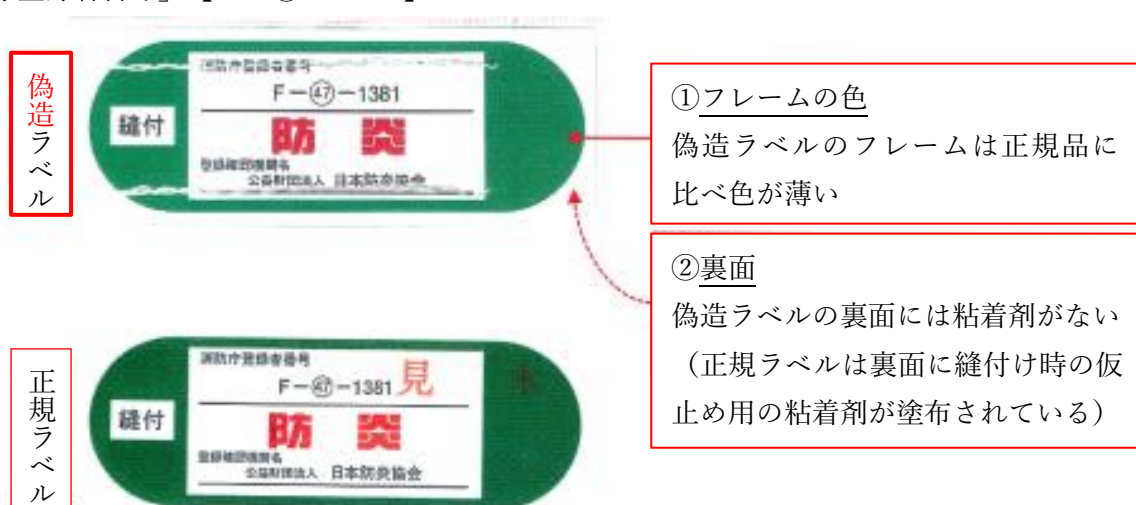 偽造ラベル
縫付
消防庁登録者番号
F－㊼－1381
防炎
登録確認機関名
公益財団法人 日本防炎協会
①フレームの色
偽造ラベルのフレームは正規品に
比べ色が薄い
②裏面
偽造ラベルの裏面には粘着剤がない
（正規ラベルは裏面に縫付け時の仮
止め用の粘着剤が塗布されている）
正規ラベル
縫付
消防庁登録者番号
F－㊼－1381 見
防炎
登録確認機関名
公益財団法人 日本防炎協会